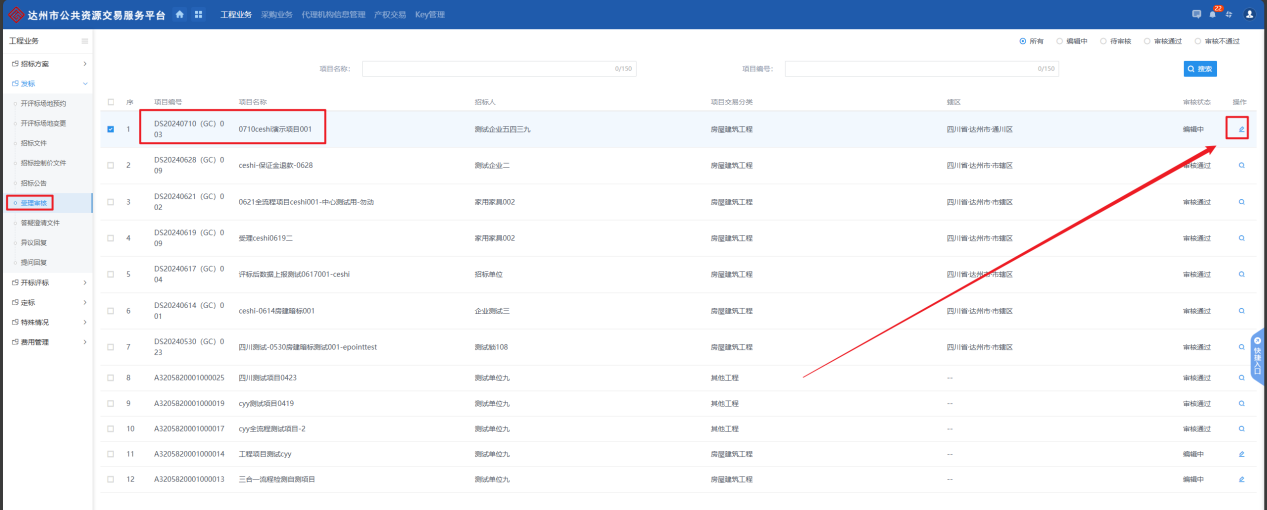 达州市公共资源交易服务平台 工程业务 采购业务 代理机构信息管理 产权交易 Key管理 22
工程业务
招标方案
发标
开评标场地预约
开评标场地变更
招标文件
招标控制价文件
招标公告
受理审核
答疑澄清文件
异议回复
提问回复
开标评标
定标
特殊情况
费用管理
所有 编辑中 待审核 审核通过 审核不通过
项目名称: 0/150 项目编号: 0/150 搜索
序 项目编号 项目名称 招标人 项目交易分类 辖区 审核状态 操作
1 DS20240710（GC）0 0710ceshi演示项目001 测试企业五四三九 房屋建筑工程 四川省·达州市·通川区 编辑中
03
2 DS20240628（GC）0 ceshi-保证金退款-0628 测试企业二 房屋建筑工程 四川省·达州市·市辖区 审核通过
09
3 DS20240621（GC）0 0621全流程项目ceshi001-中心测试用-勿动 家用家具002 房屋建筑工程 四川省·达州市·市辖区 审核通过
02
4 DS20240619（GC）0 受理ceshi0619二 家用家具002 房屋建筑工程 四川省·达州市·市辖区 审核通过
09
5 DS20240617（GC）0 评标后数据上报测试0617001-ceshi 招标单位 房屋建筑工程 四川省·达州市·市辖区 审核通过
04
6 DS20240614（GC）0 ceshi-0614房建暗标001 企业测试三 房屋建筑工程 四川省·达州市·市辖区 审核通过
01
7 DS20240530（GC）0 四川测试-0530房建暗标测试001-epointtest 房屋建筑工程 四川省·达州市·市辖区 审核通过
23
8 A3205820001000025 四川测试项目0423 测试单位九 其他工程 -- 审核通过
9 A3205820001000019 cyy测试项目0419 测试单位九 其他工程 -- 审核通过
10 A3205820001000017 cyy全流程测试项目-2 测试单位九 其他工程 -- 审核通过
11 A3205820001000014 工程项目测试cyy 测试单位九 房屋建筑工程 -- 编辑中
12 A3205820001000013 三合一流程检测自测项目 测试单位九 房屋建筑工程 -- 编辑中
快捷入口